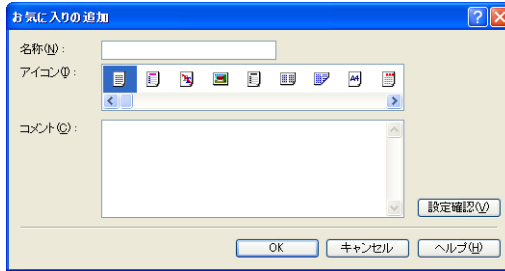 お気に入りの追加
名称(N):
アイコン(I):
A4
コメント(C):
設定確認(V)
OK キャンセル ヘルプ(H)